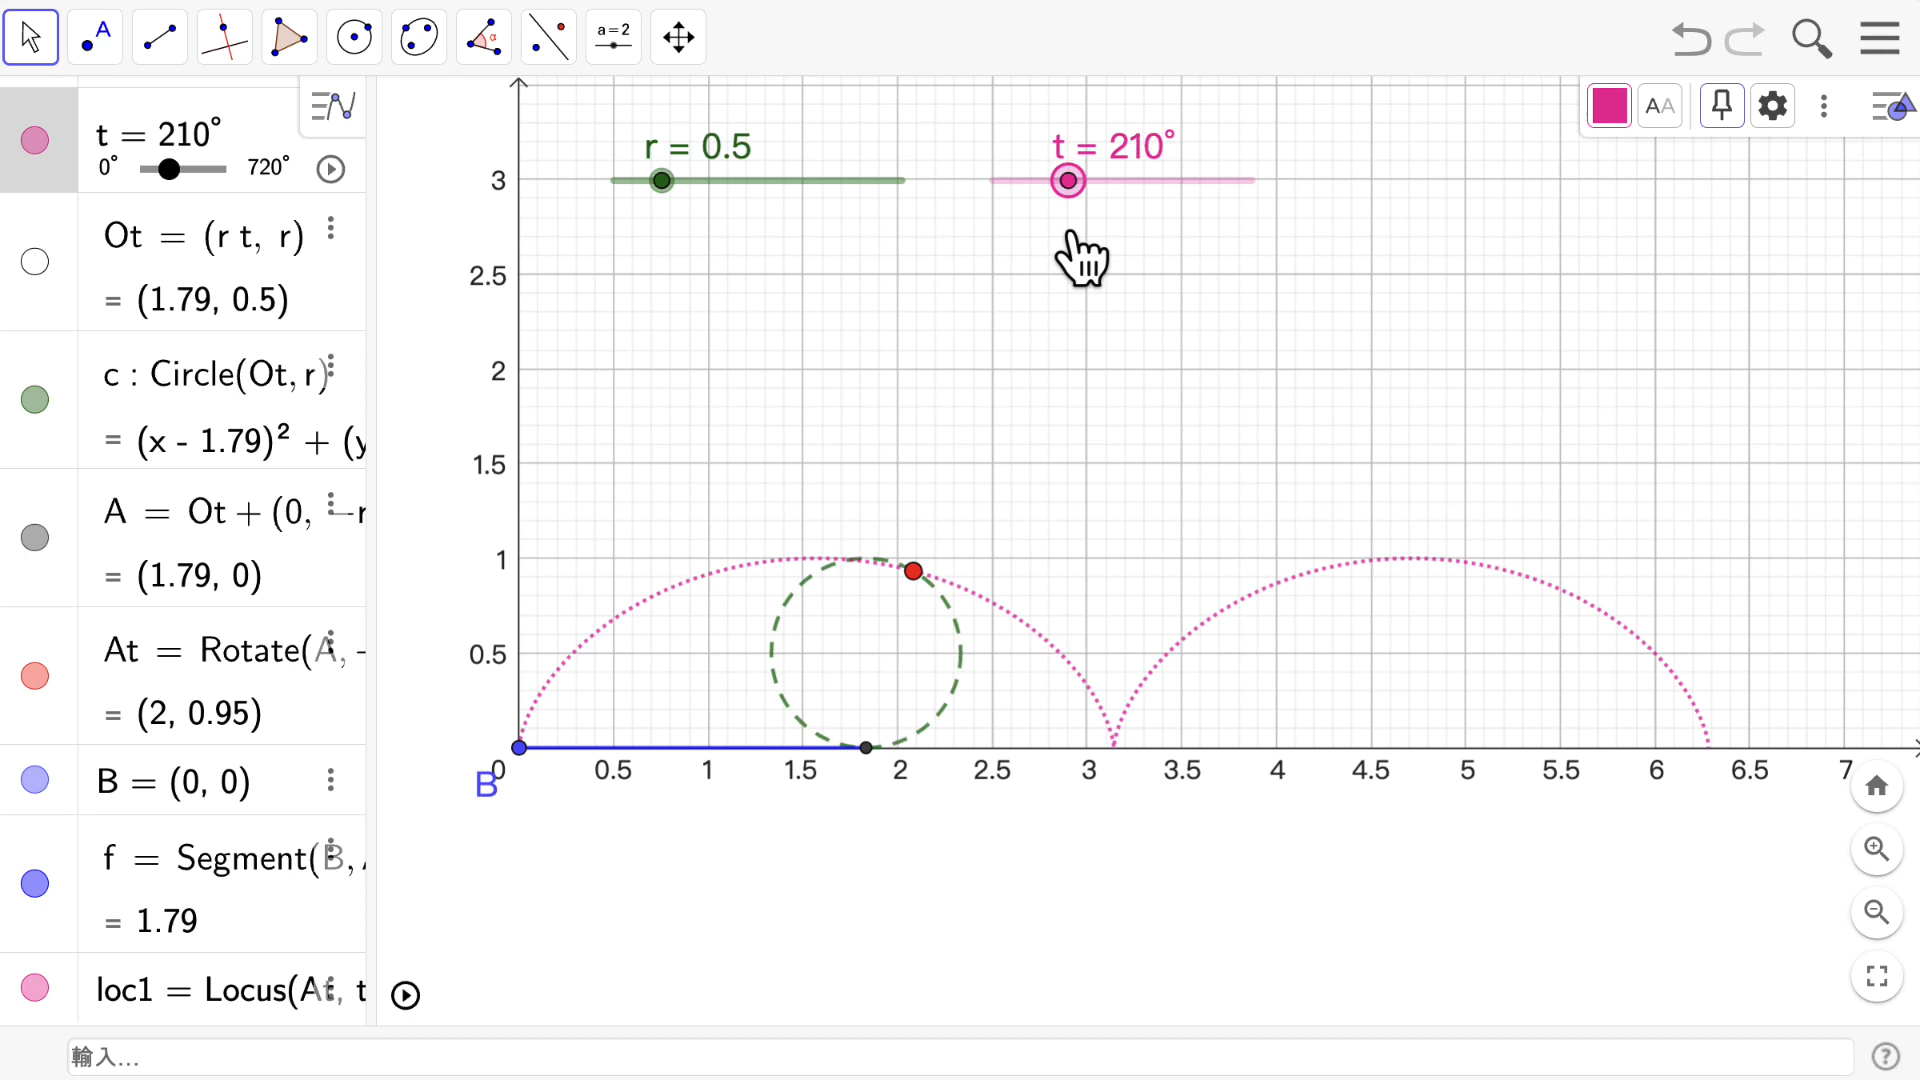 A
α
a=2
t = 210°
0°
720°
Ot = (r t, r)
= (1.79, 0.5)
c : Circle(Ot, r)
= (x - 1.79)² + (y
A = Ot + (0, −r
= (1.79, 0)
At = Rotate(A, -
= (2, 0.95)
B = (0, 0)
f = Segment(B,
= 1.79
loc1 = Locus(At, t
AA
r = 0.5
t = 210°
3
2.5
2
1.5
1
0.5
0 0.5 1 1.5 2 2.5 3 3.5 4 4.5 5 5.5 6 6.5 7
B
輸入...
?